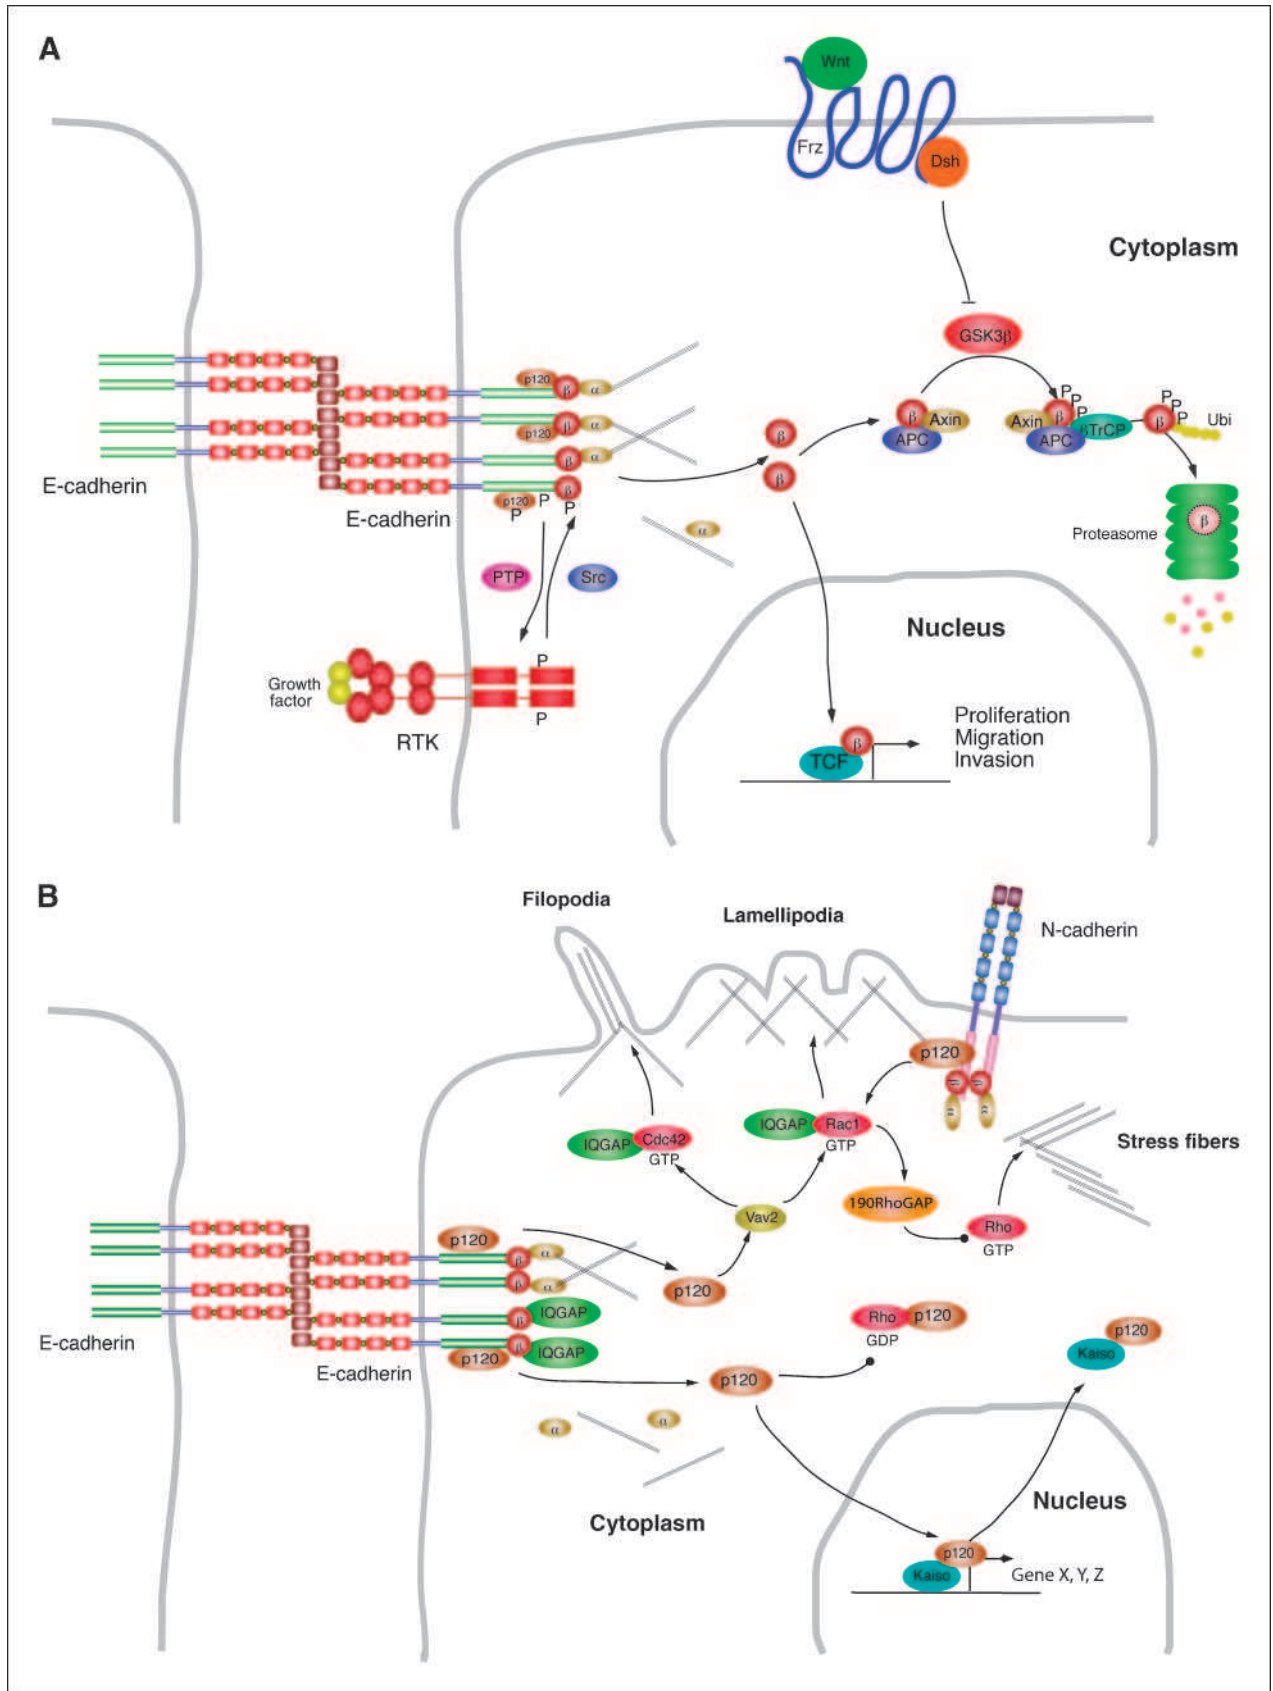 A
Wnt
Frz
Dsh
Cytoplasm
GSK3β
p120
β
α
P
P
P
β
α
p120
β
β
Axin
APC
Axin
β
APC
βTrCP
P
P
P
β
Ubi
β
α
E-cadherin
E-cadherin
p120
P
P
β
P
β
α
Proteasome
β
PTP
Src
Nucleus
Growth
factor
P
P
RTK
TCF
β
Proliferation
Migration
Invasion
B
Filopodia
Lamellipodia
N-cadherin
p120
β
β
α
α
IQGAP
Cdc42
GTP
IQGAP
Rac1
GTP
Stress fibers
190RhoGAP
Vav2
Rho
GTP
p120
α
β
β
α
p120
IQGAP
β
IQGAP
β
p120
E-cadherin
E-cadherin
Rho
p120
GDP
p120
Kaiso
p120
α
α
Cytoplasm
Nucleus
p120
Kaiso
Gene X, Y, Z